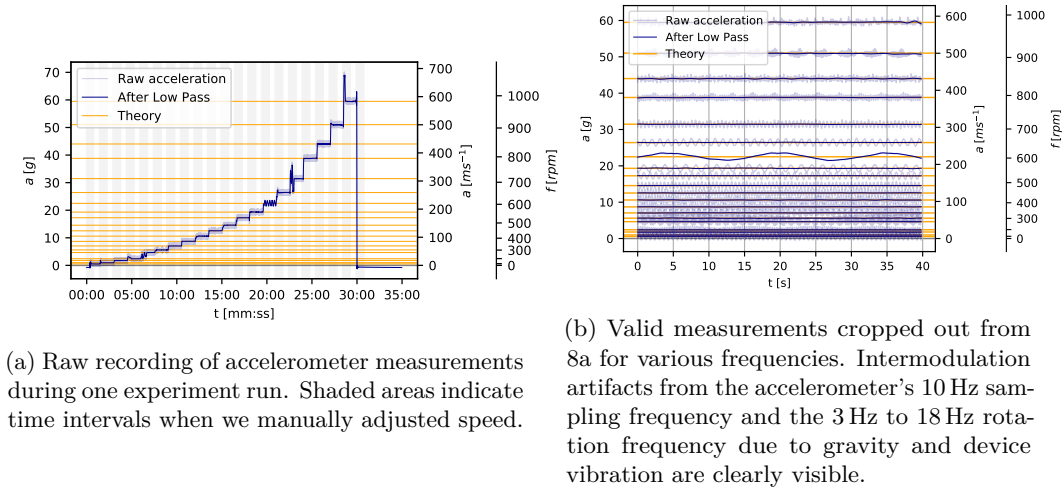 Raw acceleration
After Low Pass
Theory
70
60
50
40
30
20
10
0
a [g]
00:00 05:00 10:00 15:00 20:00 25:00 30:00 35:00
t [mm:ss]
700
600
500
400
300
200
100
0
a [ms⁻¹]
1000
900
800
700
600
500
400
300
0
f [rpm]
(a) Raw recording of accelerometer measurements
during one experiment run. Shaded areas indicate
time intervals when we manually adjusted speed.
Raw acceleration
After Low Pass
Theory
60
50
40
30
20
10
0
a [g]
0 5 10 15 20 25 30 35 40
t [s]
600
500
400
300
200
100
0
a [ms⁻¹]
1000
900
800
700
600
500
400
300
0
f [rpm]
(b) Valid measurements cropped out from
8a for various frequencies. Intermodulation
artifacts from the accelerometer's 10 Hz sam-
pling frequency and the 3 Hz to 18 Hz rota-
tion frequency due to gravity and device
vibration are clearly visible.